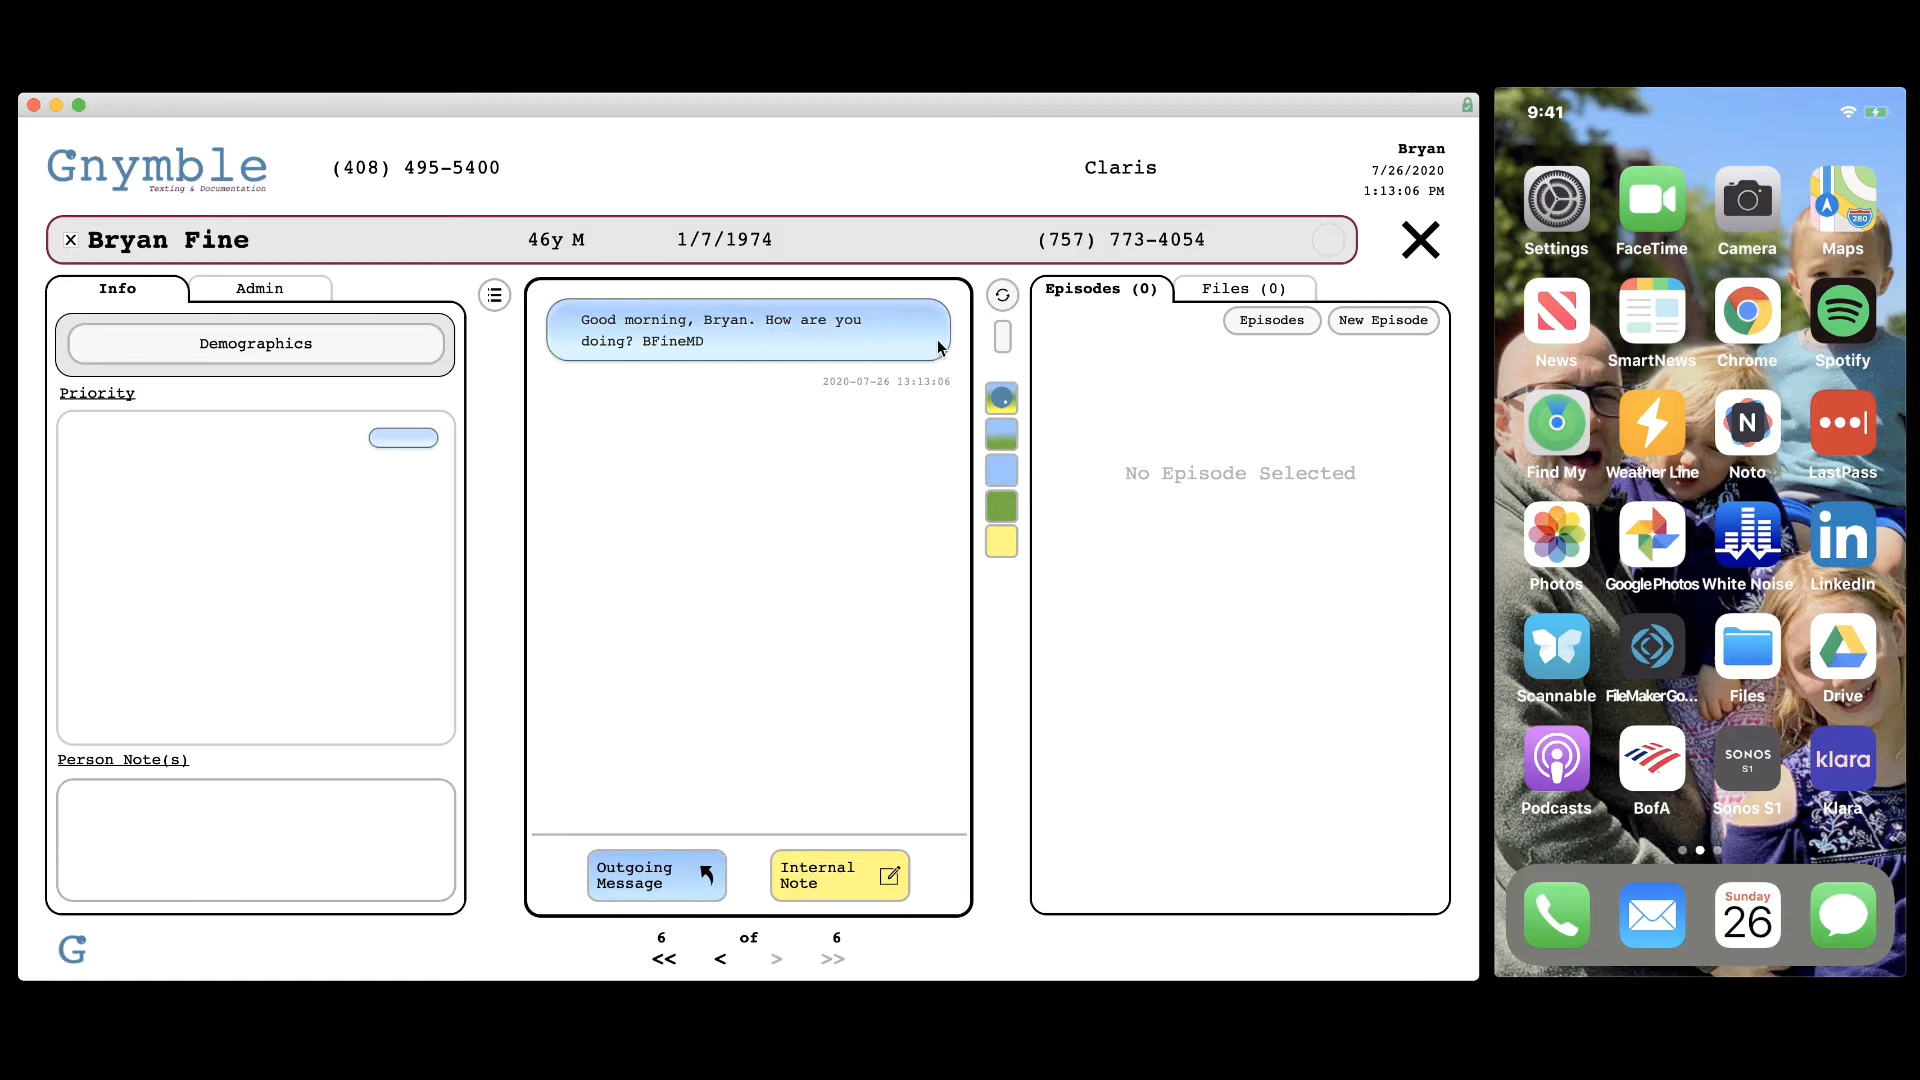 Gnymble
Texting & Documentation
(408) 495-5400
Claris
Bryan
7/26/2020
1:13:06 PM
X Bryan Fine 46y M 1/7/1974 (757) 773-4054
Info Admin
Demographics
Priority
Person Note(s)
Good morning, Bryan. How are you
doing? BFineMD
2020-07-26 13:13:06
Outgoing
Message
Internal
Note
6 of 6
<< < > >>
Episodes (0) Files (0)
Episodes New Episode
No Episode Selected
G
9:41
280
Settings FaceTime Camera Maps
News SmartNews Chrome Spotify
N
Find My Weather Line Noto LastPass
in
Photos Google Photos White Noise LinkedIn
Scannable FileMaker Go... Files Drive
SONOS
S1
klara
Podcasts BofA Sonos S1 Klara
Sunday
26